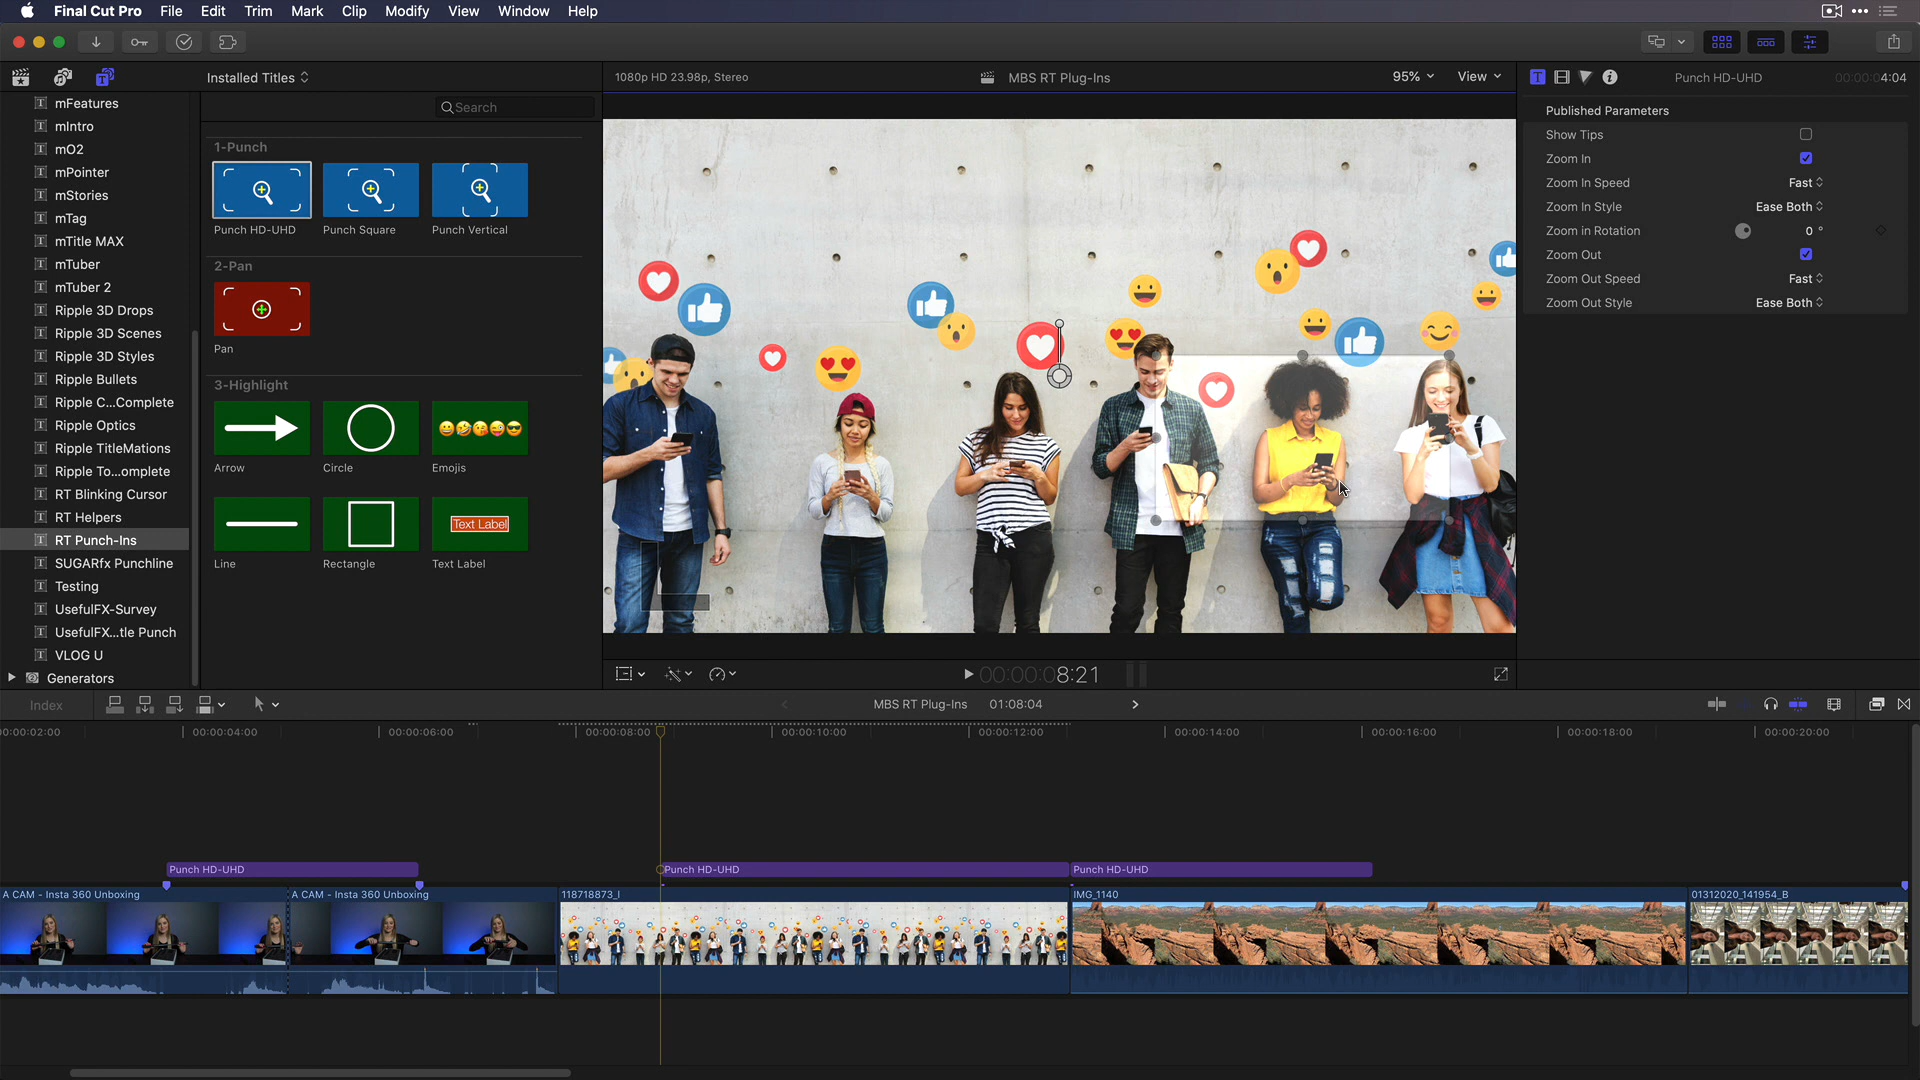 Final Cut Pro File Edit Trim Mark Clip Modify View Window Help
Installed Titles
1080p HD 23.98p, Stereo
MBS RT Plug-Ins
95%
View
Punch HD-UHD
00:00:04:04
mFeatures
mIntro
mO2
mPointer
mStories
mTag
mTitle MAX
mTuber
mTuber 2
Ripple 3D Drops
Ripple 3D Scenes
Ripple 3D Styles
Ripple Bullets
Ripple C...Complete
Ripple Optics
Ripple TitleMations
Ripple To...omplete
RT Blinking Cursor
RT Helpers
RT Punch-Ins
SUGARfx Punchline
Testing
UsefulFX-Survey
UsefulFX...tle Punch
VLOG U
Generators
Search
1-Punch
Punch HD-UHD
Punch Square
Punch Vertical
2-Pan
Pan
3-Highlight
Arrow
Circle
Emojis
Text Label
Line
Rectangle
Text Label
Published Parameters
Show Tips
Zoom In
Zoom In Speed Fast
Zoom In Style Ease Both
Zoom in Rotation 0 °
Zoom Out
Zoom Out Speed Fast
Zoom Out Style Ease Both
00:00:08:21
Index
MBS RT Plug-Ins
01:08:04
00:00:02:00
00:00:04:00
00:00:06:00
00:00:08:00
00:00:10:00
00:00:12:00
00:00:14:00
00:00:16:00
00:00:18:00
00:00:20:00
Punch HD-UHD
Punch HD-UHD
Punch HD-UHD
A CAM - Insta 360 Unboxing
A CAM - Insta 360 Unboxing
118718873_l
IMG_1140
01312020_141954_B